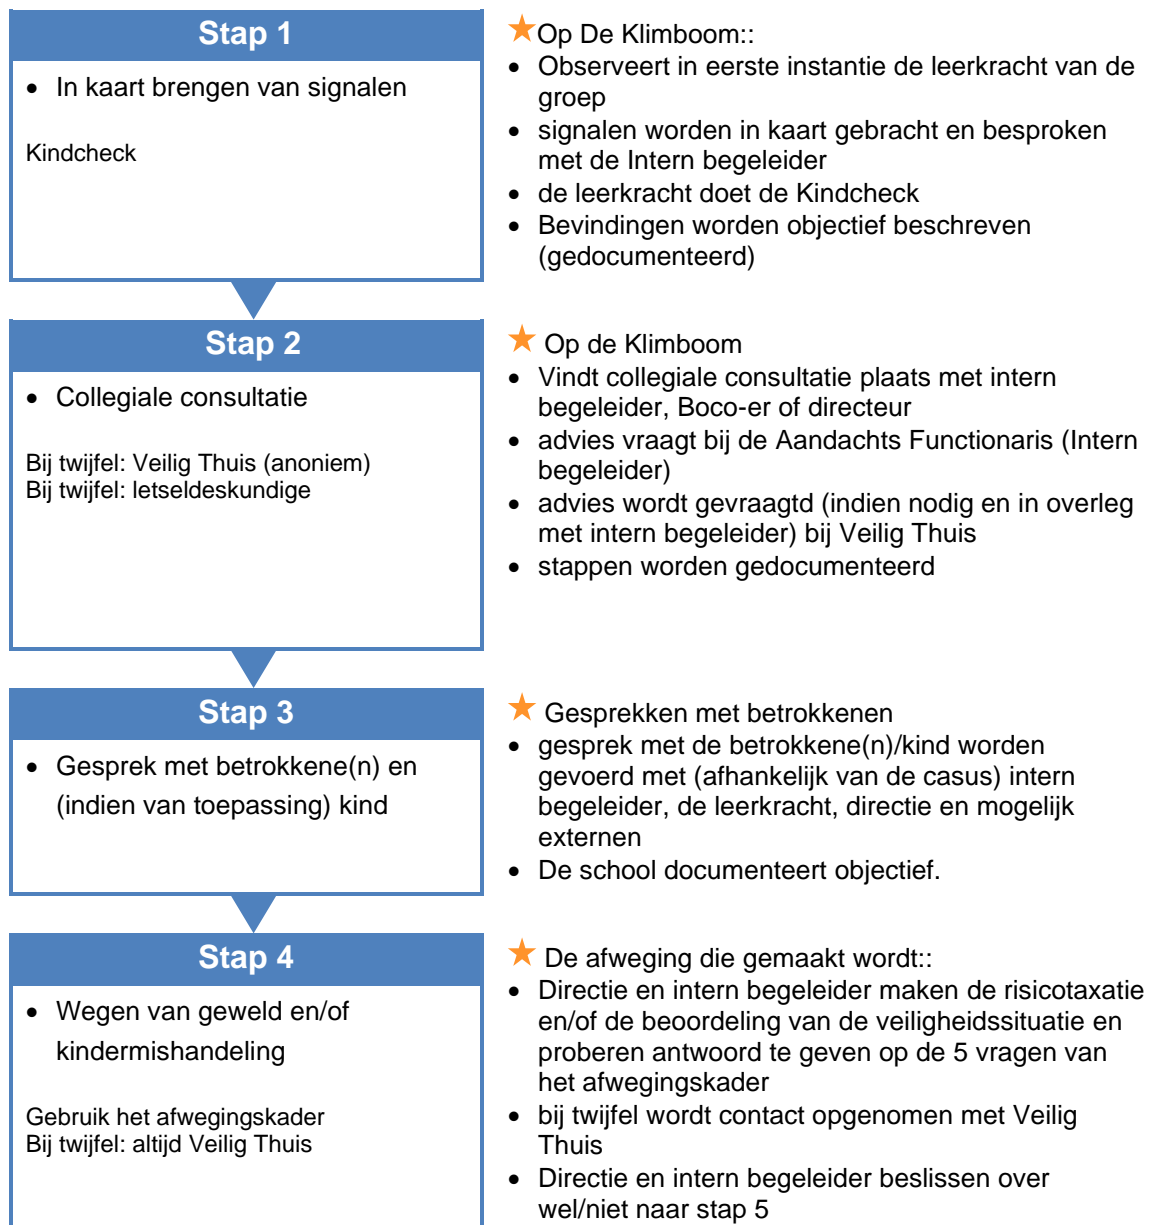 Stap 1
• In kaart brengen van signalen
Kindcheck
Op De Klimboom::
• Observeert in eerste instantie de leerkracht van de
groep
• signalen worden in kaart gebracht en besproken
met de Intern begeleider
• de leerkracht doet de Kindcheck
• Bevindingen worden objectief beschreven
(gedocumenteerd)
Stap 2
• Collegiale consultatie
Bij twijfel: Veilig Thuis (anoniem)
Bij twijfel: letseldeskundige
Op de Klimboom
• Vindt collegiale consultatie plaats met intern
begeleider, Boco-er of directeur
• advies vraagt bij de Aandachts Functionaris (Intern
begeleider)
• advies wordt gevraagtd (indien nodig en in overleg
met intern begeleider) bij Veilig Thuis
• stappen worden gedocumenteerd
Stap 3
• Gesprek met betrokkene(n) en
(indien van toepassing) kind
Gesprekken met betrokkenen
• gesprek met de betrokkene(n)/kind worden
gevoerd met (afhankelijk van de casus) intern
begeleider, de leerkracht, directie en mogelijk
externen
• De school documenteert objectief.
Stap 4
• Wegen van geweld en/of
kindermishandeling
Gebruik het afwegingskader
Bij twijfel: altijd Veilig Thuis
De afweging die gemaakt wordt::
• Directie en intern begeleider maken de risicotaxatie
en/of de beoordeling van de veiligheidssituatie en
proberen antwoord te geven op de 5 vragen van
het afwegingskader
• bij twijfel wordt contact opgenomen met Veilig
Thuis
• Directie en intern begeleider beslissen over
wel/niet naar stap 5